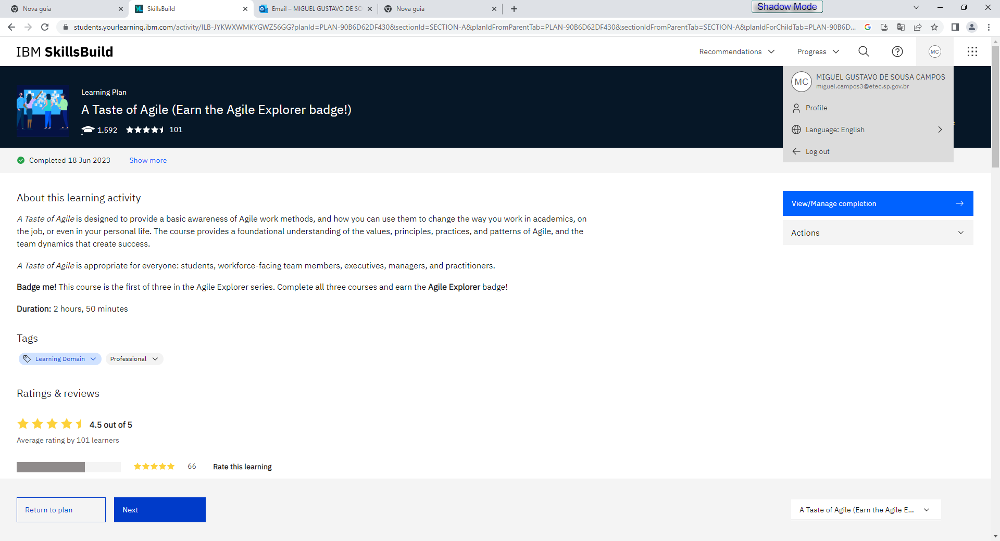 Nova guia
SkillsBuild
Email – MIGUEL GUSTAVO DE SO
Nova guia
Shadow Mode
students.yourlearning.ibm.com/activity/ILB-JYKWXWMKYGWZ56GG?planId=PLAN-90B6D62DF430&sectionId=SECTION-A&planIdFromParentTab=PLAN-90B6D62DF430&sectionIdFromParentTab=SECTION-A&planIdForChildTab=PLAN-90B6D...
IBM SkillsBuild
Recommendations
Progress
MC
MC
MIGUEL GUSTAVO DE SOUSA CAMPOS
miguel.campos3@etec.sp.gov.br
Profile
Language: English
Log out
Learning Plan
A Taste of Agile (Earn the Agile Explorer badge!)
1.592
101
Completed 18 Jun 2023
Show more
About this learning activity
A Taste of Agile is designed to provide a basic awareness of Agile work methods, and how you can use them to change the way you work in academics, on
the job, or even in your personal life. The course provides a foundational understanding of the values, principles, practices, and patterns of Agile, and the
team dynamics that create success.
A Taste of Agile is appropriate for everyone: students, workforce-facing team members, executives, managers, and practitioners.
Badge me! This course is the first of three in the Agile Explorer series. Complete all three courses and earn the Agile Explorer badge!
Duration: 2 hours, 50 minutes
View/Manage completion
Actions
Tags
Learning Domain
Professional
Ratings & reviews
4.5 out of 5
Average rating by 101 learners
66
Rate this learning
Return to plan
Next
A Taste of Agile (Earn the Agile E...